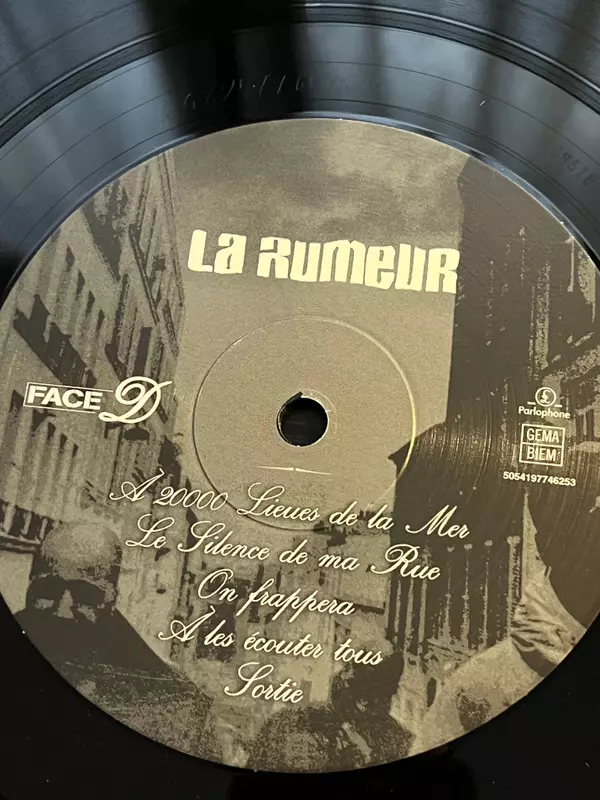 La Rumeur
FACE D
Parlophone
GEMA
BIEM
5054197746253
À 20000 Lieues de la Mer
Le Silence de ma Rue
On frappera
À les écouter tous
Sortie